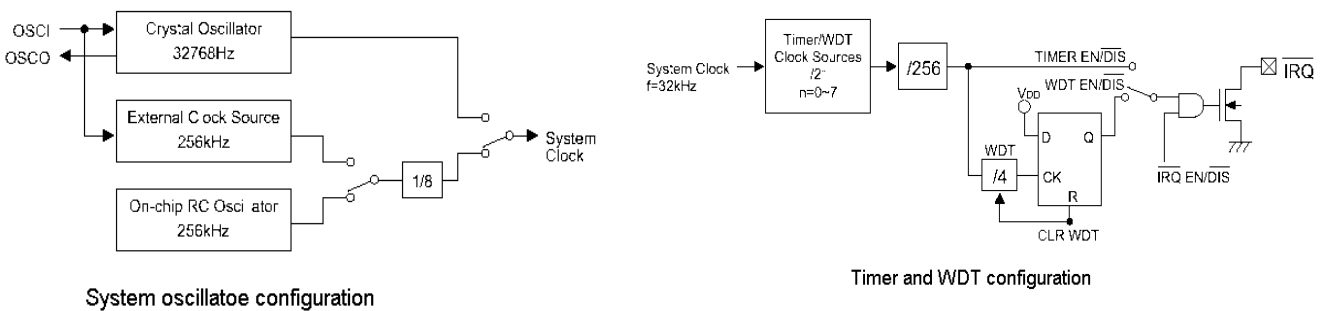 OSCI
OSCO
Crystal Oscillator
32768Hz
External Clock Source
256kHz
On-chip RC Oscillator
256kHz
1/8
System
Clock
System oscillatoe configuration
System Clock
f=32kHz
Timer/WDT
Clock Sources
/2ⁿ
n=0~7
/256
TIMER EN/DIS
WDT EN/DIS
VDD
D
Q
CK
R
WDT
/4
CLR WDT
IRQ EN/DIS
IRQ
Timer and WDT configuration